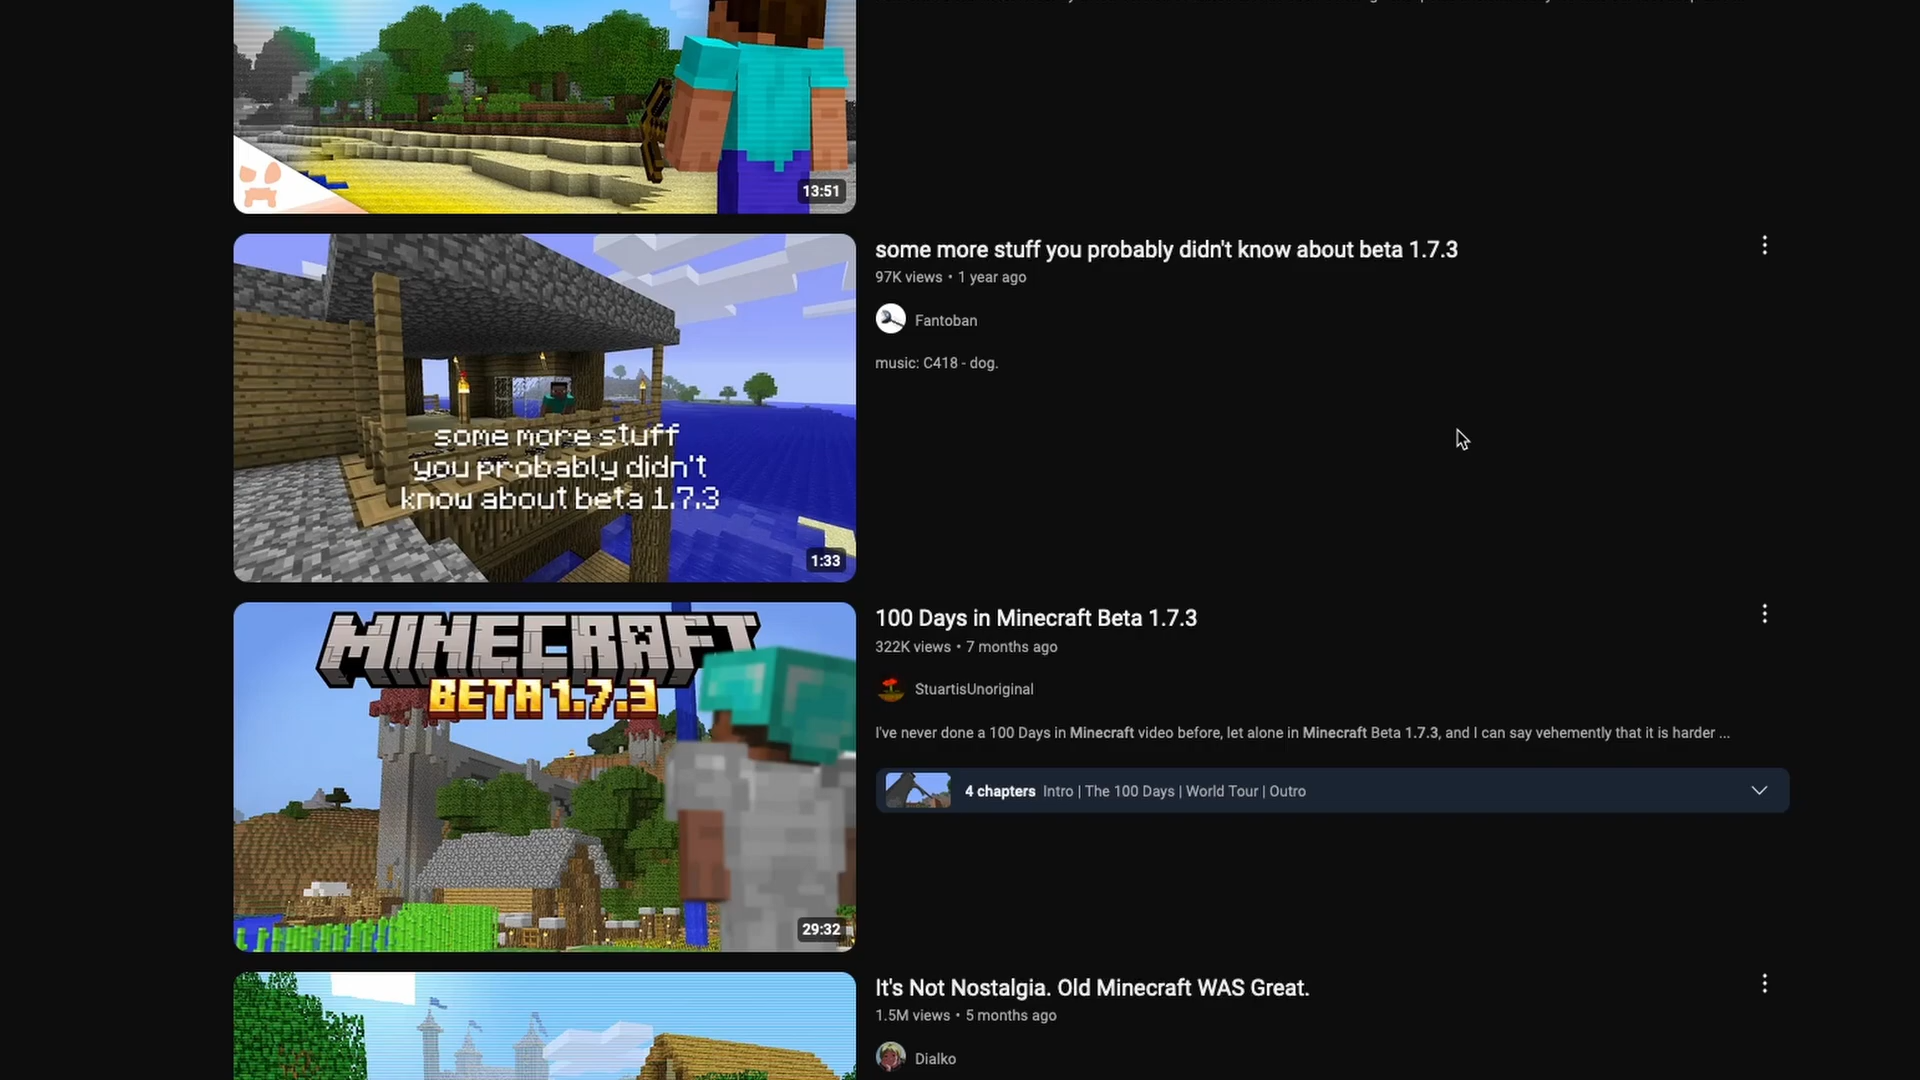 13:51
some more stuff
you probably didn't
know about beta 1.7.3
1:33
some more stuff you probably didn't know about beta 1.7.3
97K views • 1 year ago
Fantoban
music: C418 - dog.
MINECRAFT
BETA 1.7.3
29:32
100 Days in Minecraft Beta 1.7.3
322K views • 7 months ago
StuartisUnoriginal
I've never done a 100 Days in Minecraft video before, let alone in Minecraft Beta 1.7.3, and I can say vehemently that it is harder ...
4 chapters Intro | The 100 Days | World Tour | Outro
It's Not Nostalgia. Old Minecraft WAS Great.
1.5M views • 5 months ago
Dialko